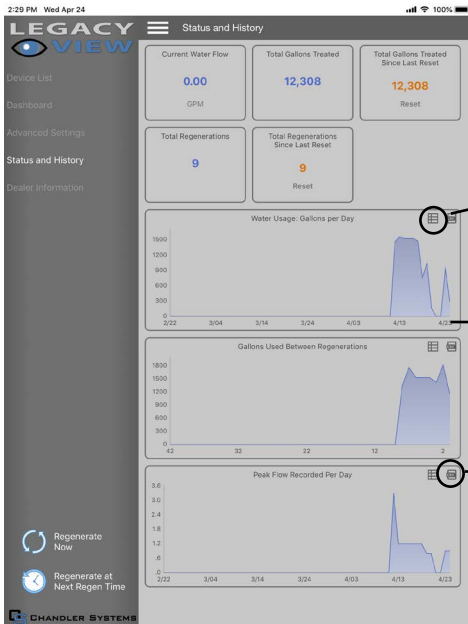 2:29 PM Wed Apr 24
100%
LEGACY
VIEW
Status and History
Device List
Dashboard
Advanced Settings
Status and History
Dealer Information
Current Water Flow
0.00
GPM
Total Gallons Treated
12,308
Total Gallons Treated
Since Last Reset
12,308
Reset
Total Regenerations
9
Total Regenerations
Since Last Reset
9
Reset
Water Usage: Gallons per Day
1500
1200
900
600
300
0
2/22 3/04 3/14 3/24 4/03 4/13 4/23
Gallons Used Between Regenerations
1800
1500
1200
900
600
300
0
42 32 22 12 2
Peak Flow Recorded Per Day
3.6
3.0
2.4
1.8
1.2
.6
.0
2/22 3/04 3/14 3/24 4/03 4/13 4/23
Regenerate
Now
Regenerate at
Next Regen Time
CHANDLER SYSTEMS